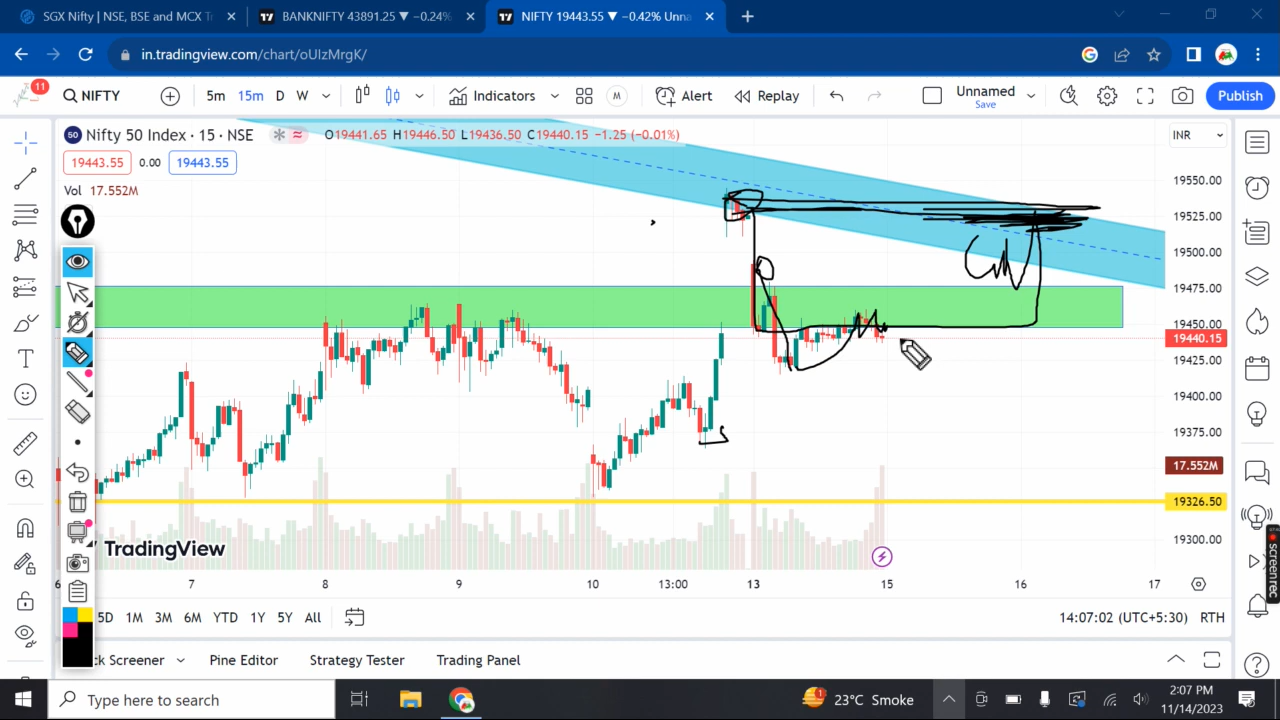 SGX Nifty | NSE, BSE and MCX T
BANKNIFTY 43891.25 ▼ −0.24%
NIFTY 19443.55 ▼ −0.42% Unna
in.tradingview.com/chart/oUIzMrgK/
11
NIFTY 5m 15m D W Indicators M Alert Replay Unnamed Save Publish
50 Nifty 50 Index · 15 · NSE O19441.65 H19446.50 L19436.50 C19440.15 −1.25 (−0.01%) INR
19443.55 0.00 19443.55
Vol 17.552M
19550.00
19525.00
19500.00
19475.00
19450.00
19440.15
19425.00
19400.00
19375.00
17.552M
19326.50
19300.00
TradingView
screenrec
6 7 8 9 10 13:00 13 15 16 17
5D 1M 3M 6M YTD 1Y 5Y All 14:07:02 (UTC+5:30) RTH
ck Screener Pine Editor Strategy Tester Trading Panel
Type here to search 1 23°C Smoke 2:07 PM
11/14/2023